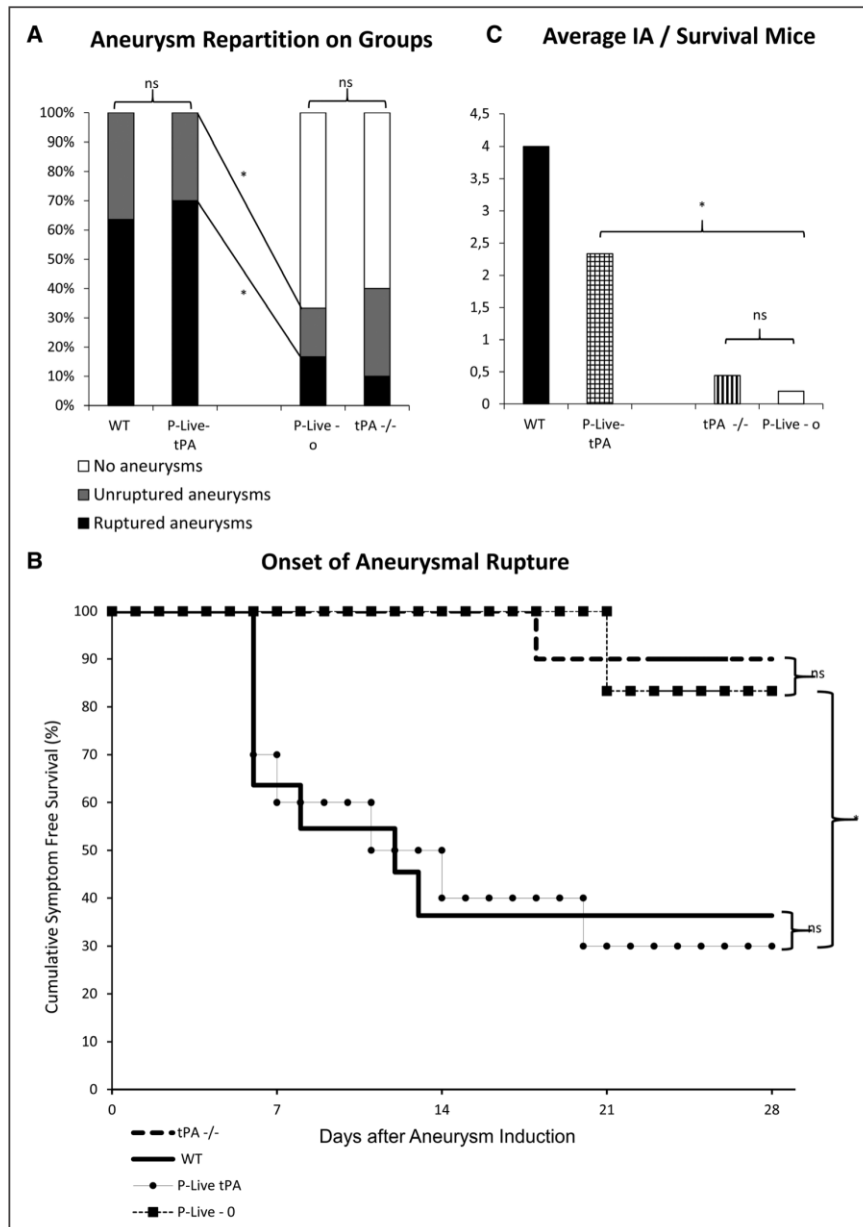 A Aneurysm Repartition on Groups
ns
ns
100%
90%
80%
70%
60%
50%
40%
30%
20%
10%
0%
*
*
WT
P-Live-
tPA
P-Live -
o
tPA -/-
No aneurysms
Unruptured aneurysms
Ruptured aneurysms
C Average IA / Survival Mice
4,5
4
3,5
3
2,5
2
1,5
1
0,5
0
*
ns
WT
P-Live-
tPA
tPA -/-
P-Live - o
B Onset of Aneurysmal Rupture
Cumulative Symptom Free Survival (%)
100
90
80
70
60
50
40
30
20
10
0
ns
*
ns
0 7 14 21 28
Days after Aneurysm Induction
tPA -/-
WT
P-Live tPA
P-Live - 0